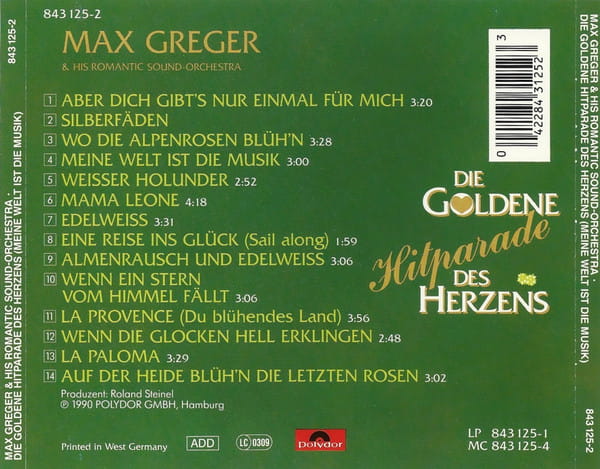 843 125-2
MAX GREGER
& HIS ROMANTIC SOUND-ORCHESTRA
1 ABER DICH GIBT'S NUR EINMAL FÜR MICH 3:20
2 SILBERFÄDEN
3 WO DIE ALPENROSEN BLÜH'N 3:28
4 MEINE WELT IST DIE MUSIK 3:00
5 WEISSER HOLUNDER 2:52
6 MAMA LEONE 4:18
7 EDELWEISS 3:31
8 EINE REISE INS GLÜCK (Sail along) 1:59
9 ALMENRAUSCH UND EDELWEISS 3:06
10 WENN EIN STERN
VOM HIMMEL FÄLLT 3:06
11 LA PROVENCE (Du blühendes Land) 3:56
12 WENN DIE GLOCKEN HELL ERKLINGEN 2:48
13 LA PALOMA 3:29
14 AUF DER HEIDE BLÜH'N DIE LETZTEN ROSEN 3:02
Produzent: Roland Steinel
℗ 1990 POLYDOR GMBH, Hamburg
Printed in West Germany
ADD
LC 0309
Polydor
LP 843 125-1
MC 843 125-4
3
0 42284 31252
DIE
GOLDENE
Hitparade
DES
HERZENS
843 125-2
MAX GREGER & HIS ROMANTIC SOUND-ORCHESTRA ·
DIE GOLDENE HITPARADE DES HERZENS (MEINE WELT IST DIE MUSIK)
MAX GREGER & HIS ROMANTIC SOUND-ORCHESTRA ·
DIE GOLDENE HITPARADE DES HERZENS (MEINE WELT IST DIE MUSIK)
843 125-2